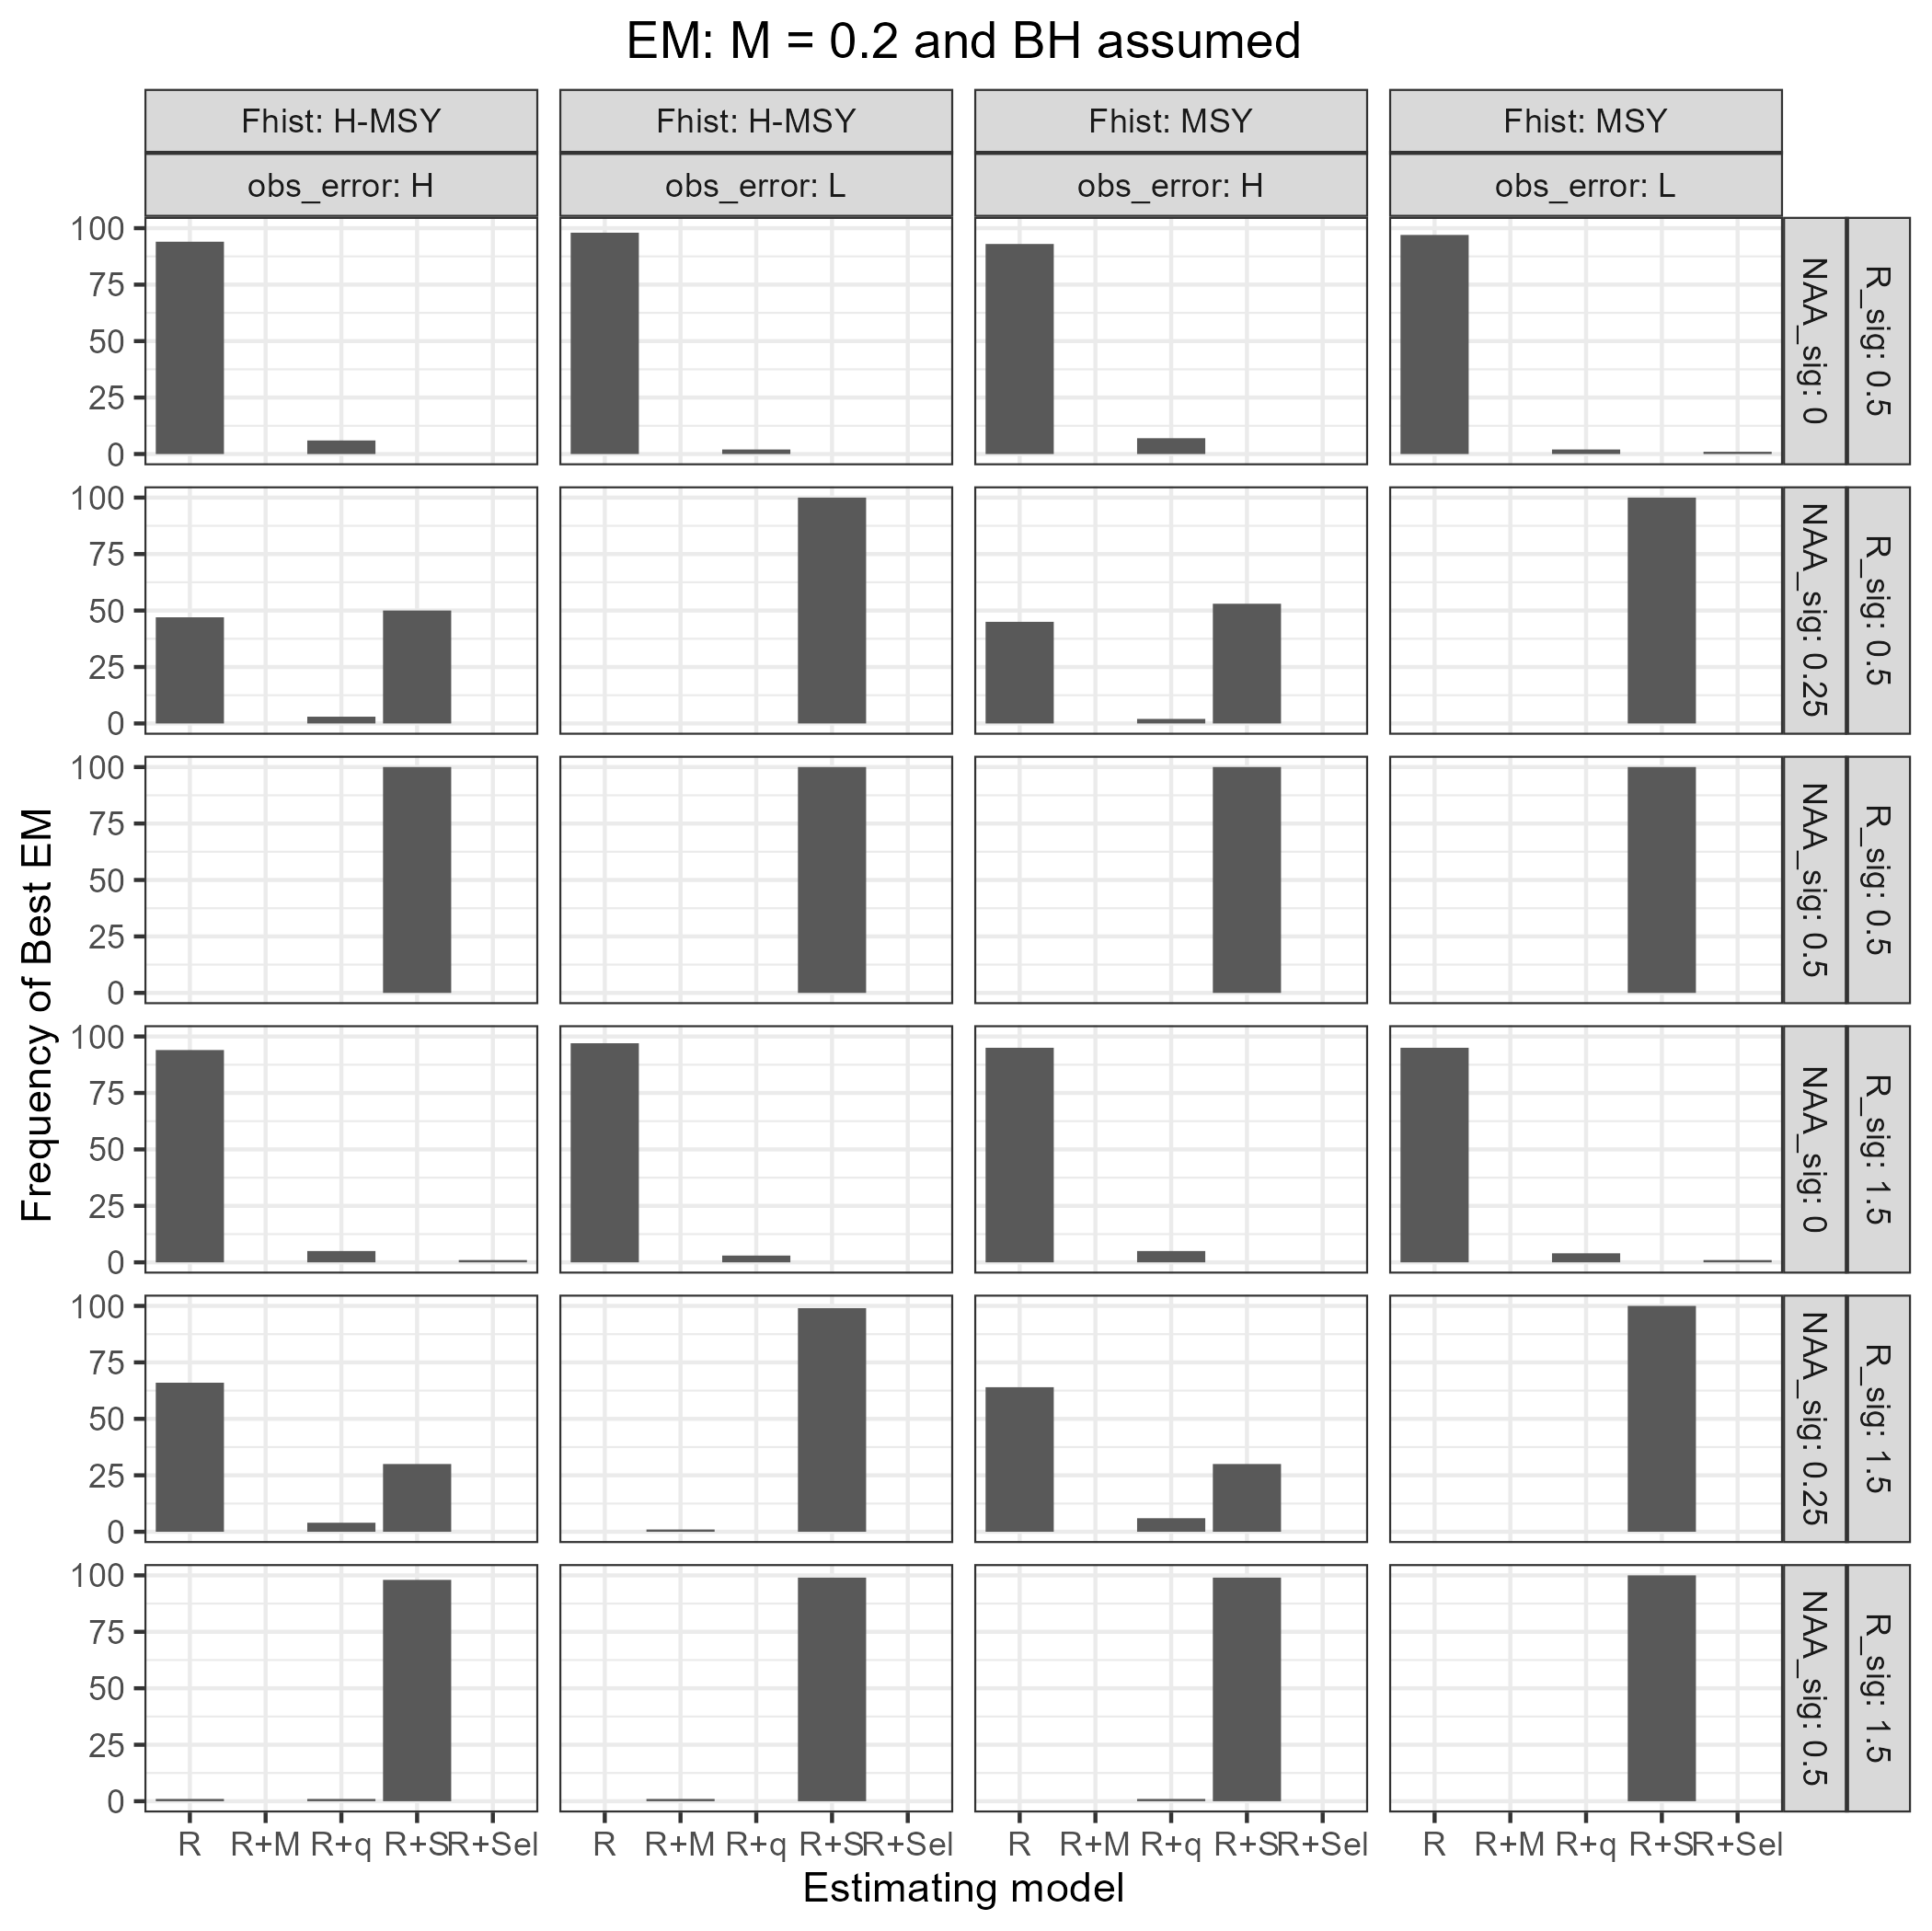 EM: M = 0.2 and BH assumed
Fhist: H-MSY
Fhist: H-MSY
Fhist: MSY
Fhist: MSY
obs_error: H
obs_error: L
obs_error: H
obs_error: L
100
75
50
25
0
NAA_sig: 0
R_sig: 0.5
100
75
50
25
0
NAA_sig: 0.25
R_sig: 0.5
100
75
50
25
0
NAA_sig: 0.5
R_sig: 0.5
100
75
50
25
0
NAA_sig: 0
R_sig: 1.5
100
75
50
25
0
NAA_sig: 0.25
R_sig: 1.5
100
75
50
25
0
NAA_sig: 0.5
R_sig: 1.5
Frequency of Best EM
R R+M R+q R+S R+Sel
R R+M R+q R+S R+Sel
R R+M R+q R+S R+Sel
R R+M R+q R+S R+Sel
Estimating model